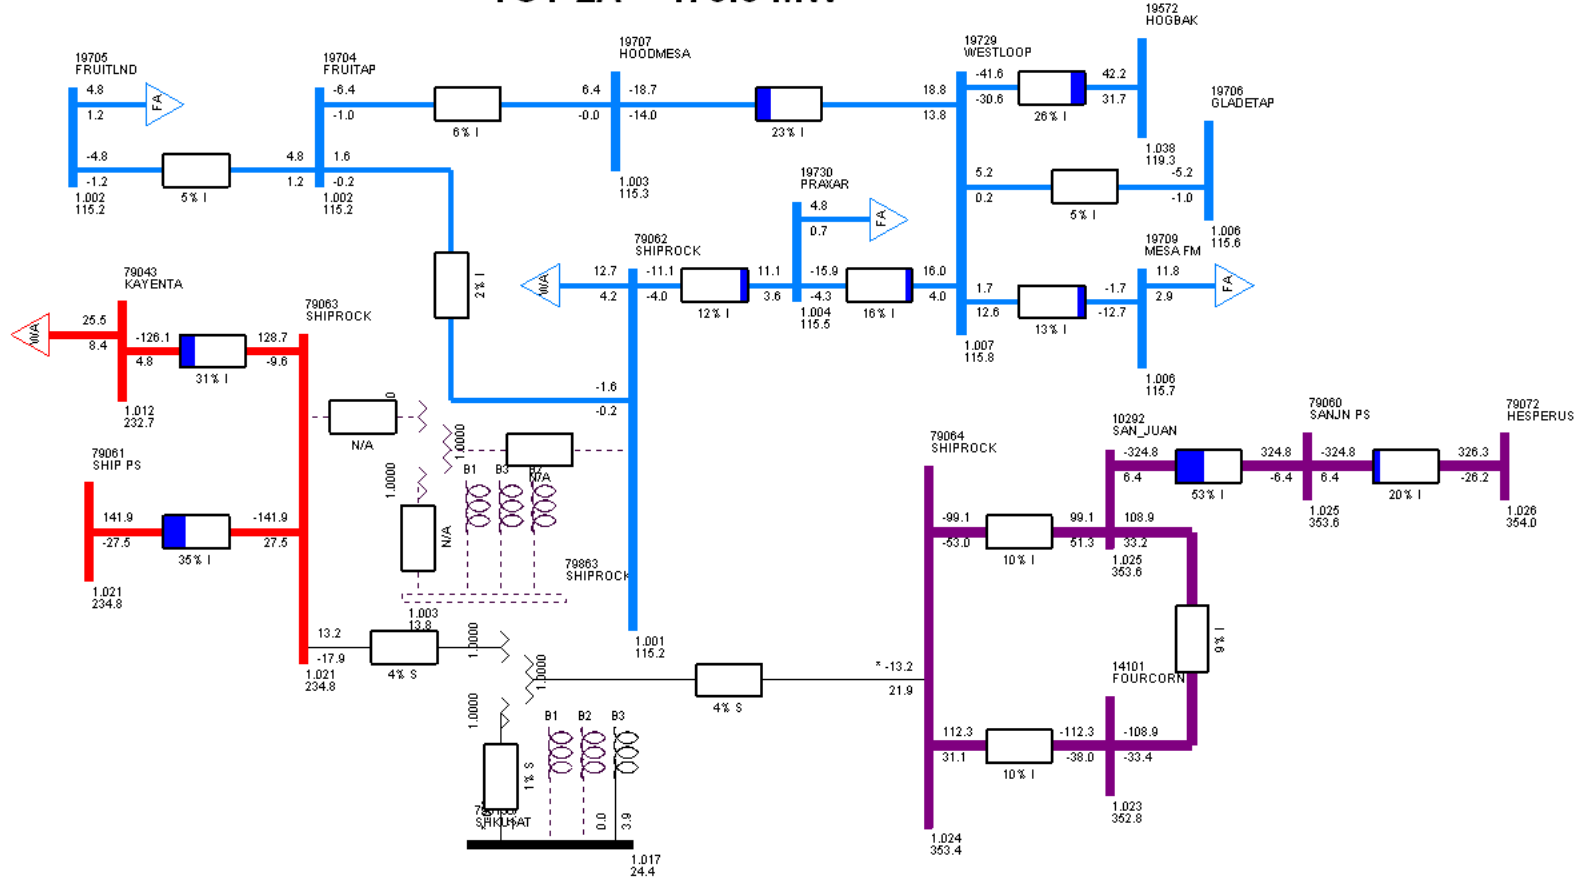 19572
HOGBAK
19705
FRUITLND
19704
FRUITAP
19707
HOODMESA
19729
WESTLOOP
4.8
1.2
-6.4
-1.0
6% I
6.4
-0.0
-18.7
-14.0
23% I
18.8
13.8
-41.6
-30.6
26% I
42.2
31.7
19706
GLADETAP
FA
1.038
119.3
-4.8
-1.2
5% I
4.8
1.2
1.6
-0.2
1.002
115.2
1.002
115.2
1.003
115.3
19730
PRAXAR
4.8
0.7
FA
5.2
0.2
5% I
-5.2
-1.0
1.006
115.6
79062
SHIPROCK
19709
MESA FM
WA
12.7
4.2
-11.1
-4.0
12% I
11.1
3.6
-15.9
-4.3
16% I
16.0
4.0
1.004
115.5
1.7
12.6
13% I
-1.7
-12.7
11.8
2.9
FA
2% I
1.007
115.8
1.006
115.7
79043
KAYENTA
79063
SHIPROCK
WA
25.5
8.4
-126.1
4.8
31% I
128.7
-9.6
1.012
232.7
-1.6
-0.2
N/A
1.0000
1.0000
N/A
N/A
B1
B3
B2
79061
SHIP PS
141.9
-27.5
35% I
-141.9
27.5
1.021
234.8
79863
SHIPROCK
1.003
13.8
79064
SHIPROCK
10292
SAN_JUAN
79060
SANJN PS
79072
HESPERUS
-324.8
6.4
53% I
324.8
-6.4
-324.8
6.4
20% I
326.3
-26.2
1.025
353.6
1.026
354.0
-99.1
-53.0
10% I
99.1
51.3
108.9
33.2
1.025
353.6
9% I
13.2
-17.9
4% S
1.0000
1.0000
1.0000
1.021
234.8
1.001
115.2
4% S
* -13.2
21.9
14101
FOURCORN
112.3
31.1
10% I
-112.3
-38.0
-108.9
-33.4
1.023
352.8
1.024
353.4
B1
B2
B3
1% S
0.0
3.9
SHKUSAT
1.017
24.4